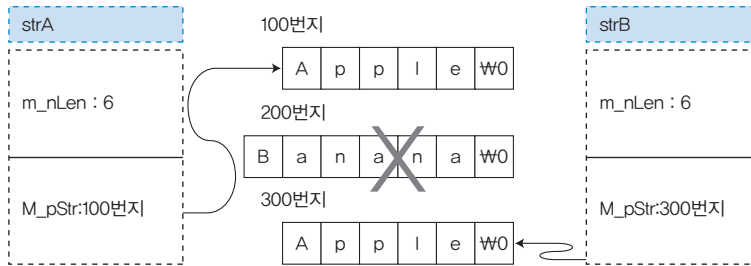 strA
m_nLen : 6
M_pStr:100번지
100번지
A p p l e ₩0
200번지
B a n a n a ₩0
300번지
A p p l e ₩0
strB
m_nLen : 6
M_pStr:300번지